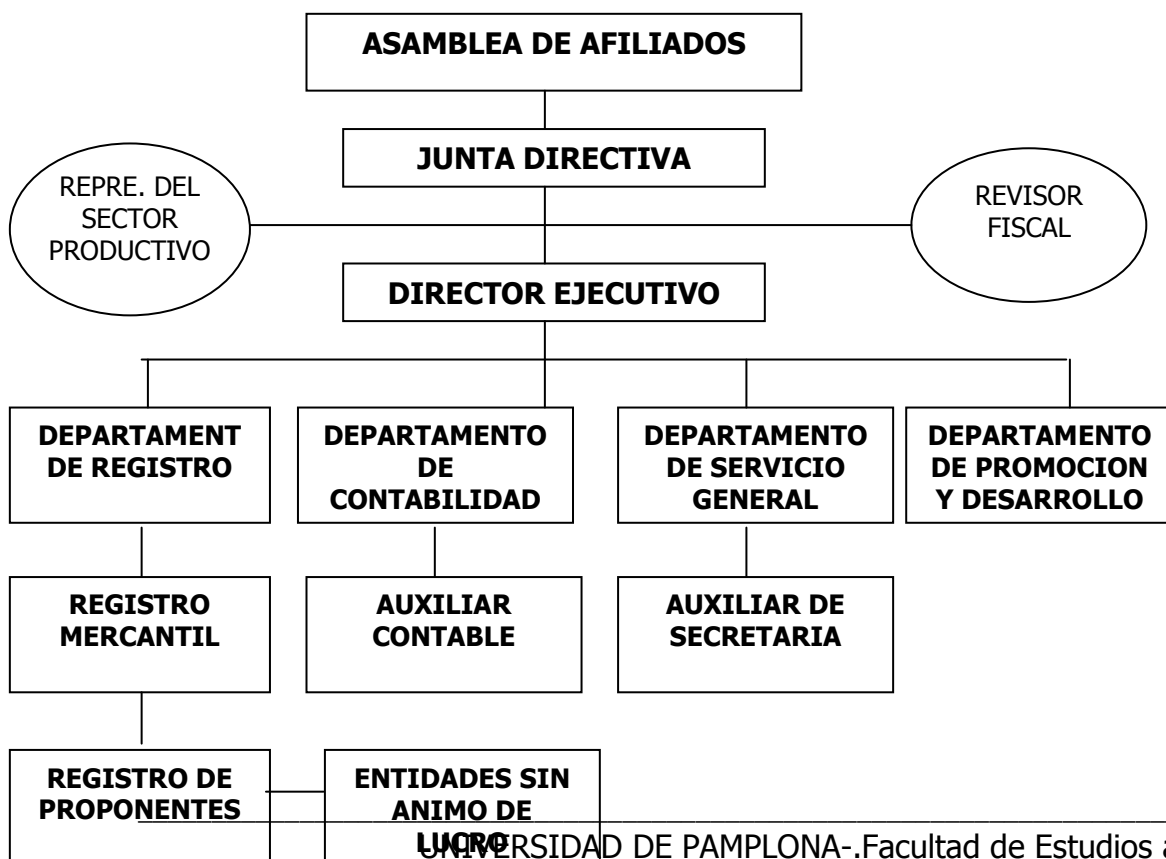 ASAMBLEA DE AFILIADOS
JUNTA DIRECTIVA
REPRE. DEL
SECTOR
PRODUCTIVO
REVISOR
FISCAL
DIRECTOR EJECUTIVO
DEPARTAMENT
DE REGISTRO
DEPARTAMENTO
DE
CONTABILIDAD
DEPARTAMENTO
DE SERVICIO
GENERAL
DEPARTAMENTO
DE PROMOCION
Y DESARROLLO
REGISTRO
MERCANTIL
AUXILIAR
CONTABLE
AUXILIAR DE
SECRETARIA
REGISTRO DE
PROPONENTES
ENTIDADES SIN
ANIMO DE
LUCRO
UNIVERSIDAD DE PAMPLONA-.Facultad de Estudios a